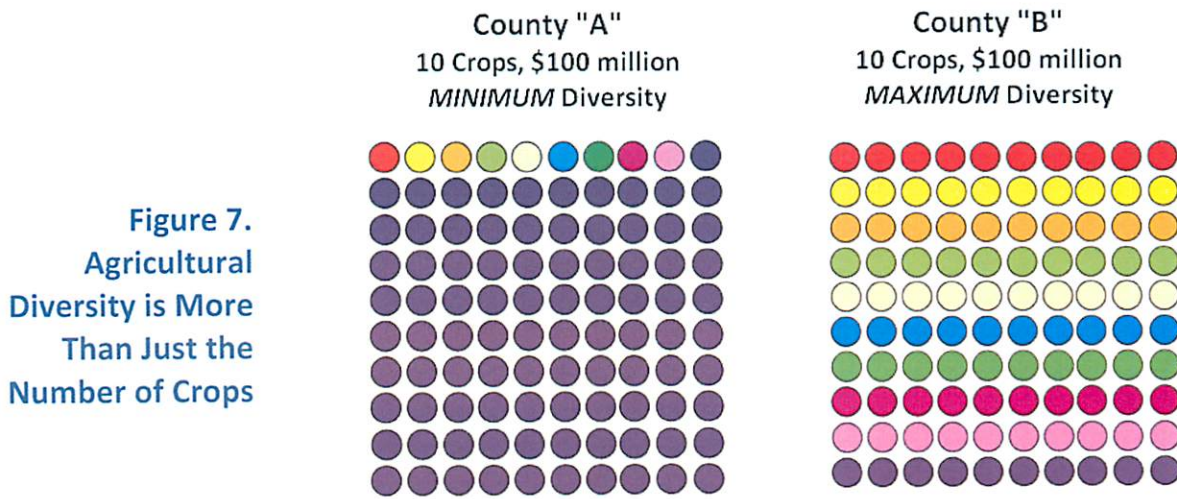 County "A"
10 Crops, $100 million
MINIMUM Diversity
County "B"
10 Crops, $100 million
MAXIMUM Diversity
Figure 7.
Agricultural
Diversity is More
Than Just the
Number of Crops